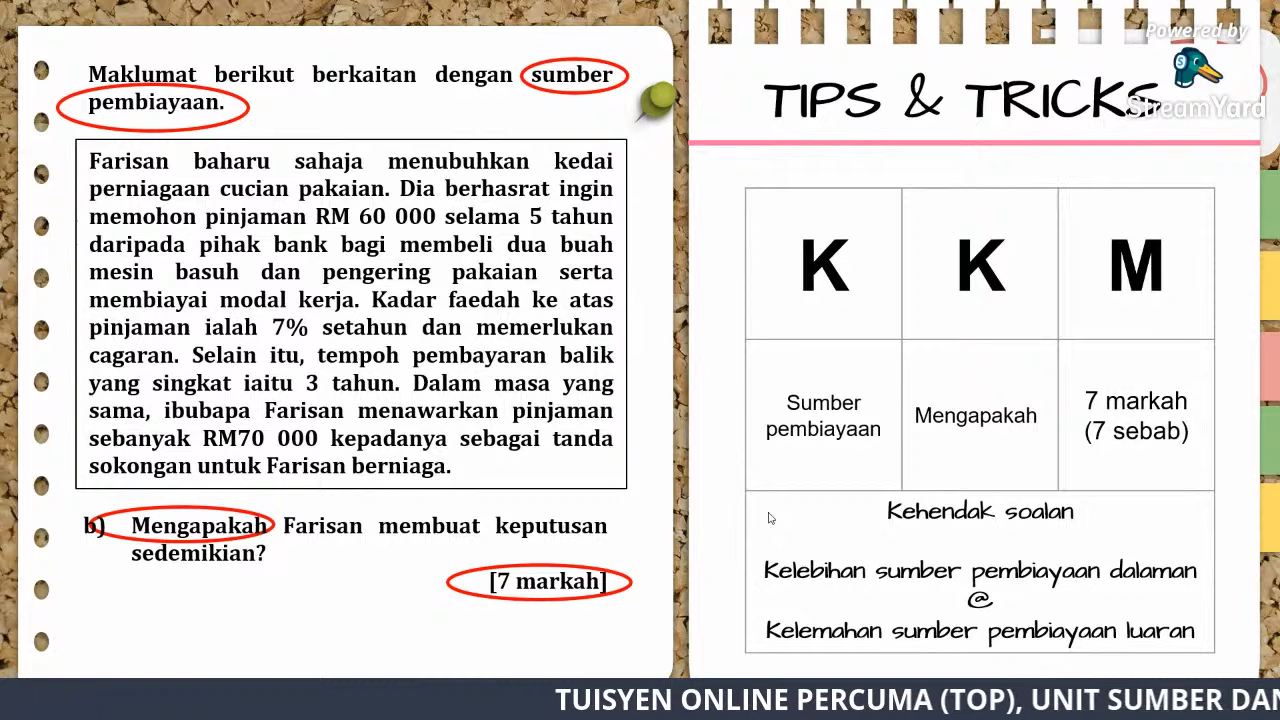 Maklumat berikut berkaitan dengan sumber
pembiayaan.
Farisan baharu sahaja menubuhkan kedai
perniagaan cucian pakaian. Dia berhasrat ingin
memohon pinjaman RM 60 000 selama 5 tahun
daripada pihak bank bagi membeli dua buah
mesin basuh dan pengering pakaian serta
membiayai modal kerja. Kadar faedah ke atas
pinjaman ialah 7% setahun dan memerlukan
cagaran. Selain itu, tempoh pembayaran balik
yang singkat iaitu 3 tahun. Dalam masa yang
sama, ibubapa Farisan menawarkan pinjaman
sebanyak RM70 000 kepadanya sebagai tanda
sokongan untuk Farisan berniaga.
b) Mengapakah Farisan membuat keputusan
sedemikian?
[7 markah]
Powered by
StreamYard
TIPS & TRICKS
K K M
Sumber
pembiayaan
Mengapakah
7 markah
(7 sebab)
Kehendak soalan
Kelebihan sumber pembiayaan dalaman
@
Kelemahan sumber pembiayaan luaran
TUISYEN ONLINE PERCUMA (TOP), UNIT SUMBER DAN